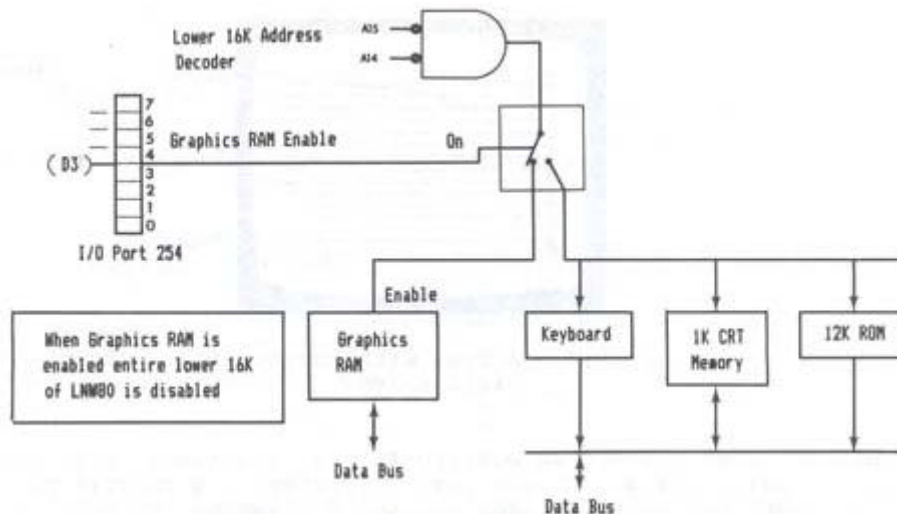 Lower 16K Address
Decoder
A15
A14
7
6
5
4
3
2
1
0
Graphics RAM Enable
On
(D3)
I/O Port 254
Enable
When Graphics RAM is
enabled entire lower 16K
of LNW80 is disabled
Graphics
RAM
Keyboard
1K CRT
Memory
12K ROM
Data Bus
Data Bus